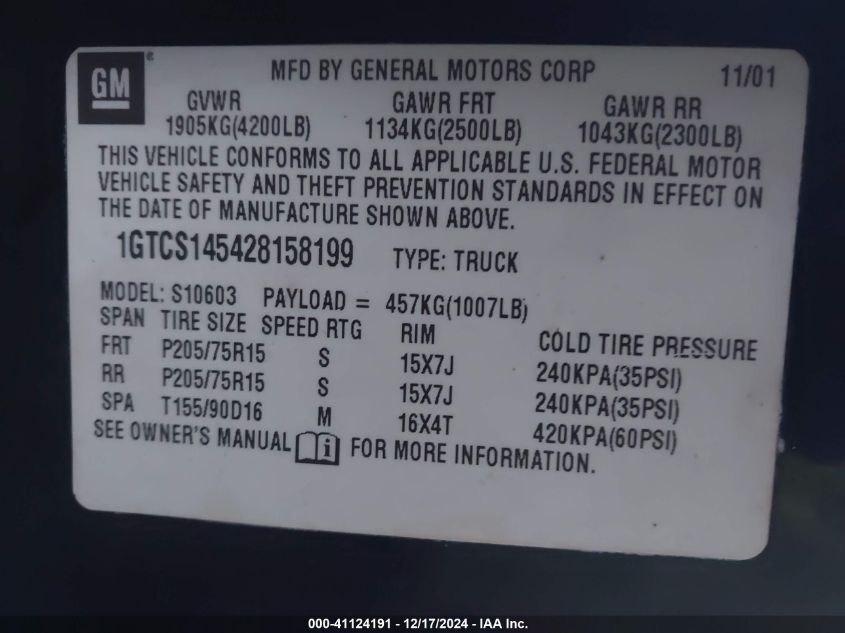 GM ® MFD BY GENERAL MOTORS CORP 11/01
GVWR GAWR FRT GAWR RR
1905KG(4200LB) 1134KG(2500LB) 1043KG(2300LB)
THIS VEHICLE CONFORMS TO ALL APPLICABLE U.S. FEDERAL MOTOR
VEHICLE SAFETY AND THEFT PREVENTION STANDARDS IN EFFECT ON
THE DATE OF MANUFACTURE SHOWN ABOVE.
1GTCS145428158199 TYPE: TRUCK
MODEL: S10603 PAYLOAD = 457KG(1007LB)
SPAN TIRE SIZE SPEED RTG RIM COLD TIRE PRESSURE
FRT P205/75R15 S 15X7J 240KPA(35PSI)
RR P205/75R15 S 15X7J 240KPA(35PSI)
SPA T155/90D16 M 16X4T 420KPA(60PSI)
SEE OWNER'S MANUAL i FOR MORE INFORMATION.
000-41124191 - 12/17/2024 - IAA Inc.